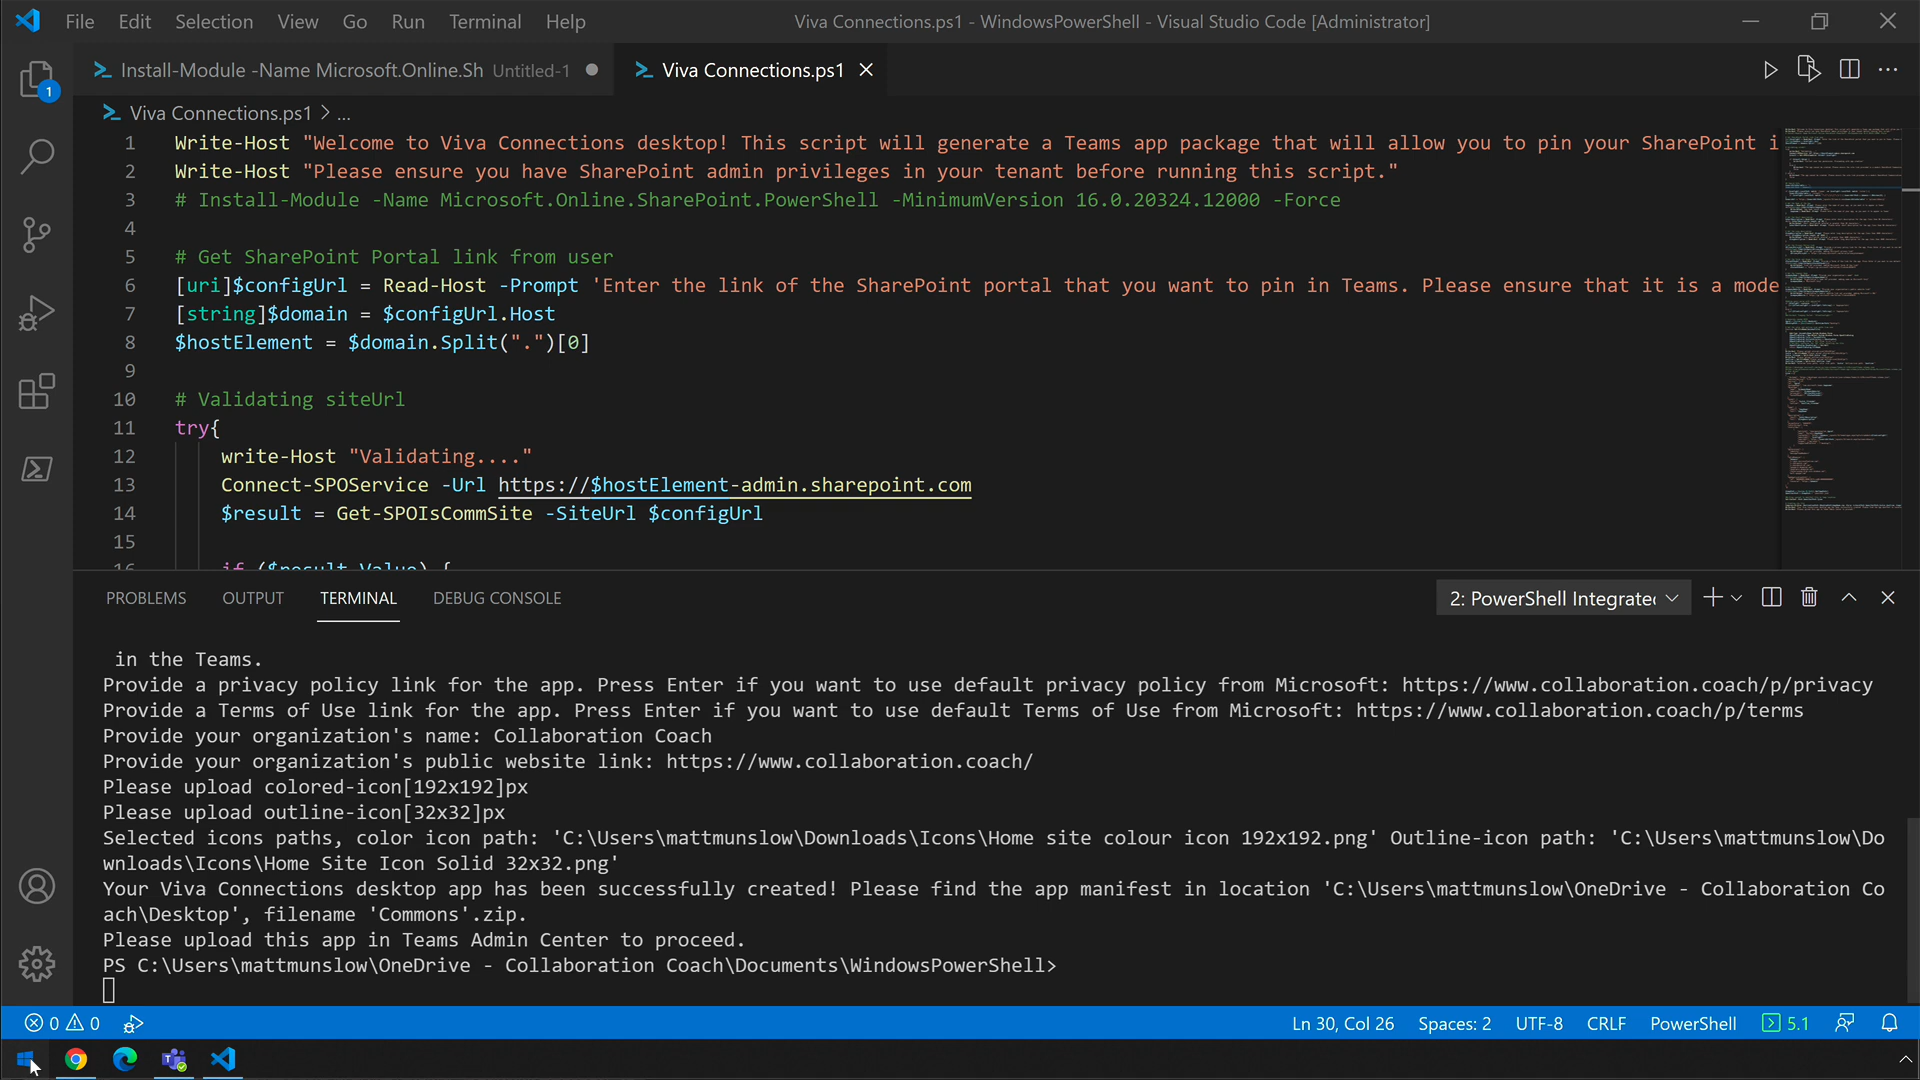 File Edit Selection View Go Run Terminal Help
Viva Connections.ps1 - WindowsPowerShell - Visual Studio Code [Administrator]
Install-Module -Name Microsoft.Online.Sh Untitled-1
Viva Connections.ps1
1
Viva Connections.ps1 > ...
1 Write-Host "Welcome to Viva Connections desktop! This script will generate a Teams app package that will allow you to pin your SharePoint i
2 Write-Host "Please ensure you have SharePoint admin privileges in your tenant before running this script."
3 # Install-Module -Name Microsoft.Online.SharePoint.PowerShell -MinimumVersion 16.0.20324.12000 -Force
4
5 # Get SharePoint Portal link from user
6 [uri]$configUrl = Read-Host -Prompt 'Enter the link of the SharePoint portal that you want to pin in Teams. Please ensure that it is a mode
7 [string]$domain = $configUrl.Host
8 $hostElement = $domain.Split(".")[0]
9
10 # Validating siteUrl
11 try{
12 write-Host "Validating...."
13 Connect-SPOService -Url https://$hostElement-admin.sharepoint.com
14 $result = Get-SPOIsCommSite -SiteUrl $configUrl
15
16 if ($result.Value) {
PROBLEMS OUTPUT TERMINAL DEBUG CONSOLE
2: PowerShell Integrate
in the Teams.
Provide a privacy policy link for the app. Press Enter if you want to use default privacy policy from Microsoft: https://www.collaboration.coach/p/privacy
Provide a Terms of Use link for the app. Press Enter if you want to use default Terms of Use from Microsoft: https://www.collaboration.coach/p/terms
Provide your organization's name: Collaboration Coach
Provide your organization's public website link: https://www.collaboration.coach/
Please upload colored-icon[192x192]px
Please upload outline-icon[32x32]px
Selected icons paths, color icon path: 'C:\Users\mattmunslow\Downloads\Icons\Home site colour icon 192x192.png' Outline-icon path: 'C:\Users\mattmunslow\Do
wnloads\Icons\Home Site Icon Solid 32x32.png'
Your Viva Connections desktop app has been successfully created! Please find the app manifest in location 'C:\Users\mattmunslow\OneDrive - Collaboration Co
ach\Desktop', filename 'Commons'.zip.
Please upload this app in Teams Admin Center to proceed.
PS C:\Users\mattmunslow\OneDrive - Collaboration Coach\Documents\WindowsPowerShell>
0 0
Ln 30, Col 26 Spaces: 2 UTF-8 CRLF PowerShell 5.1